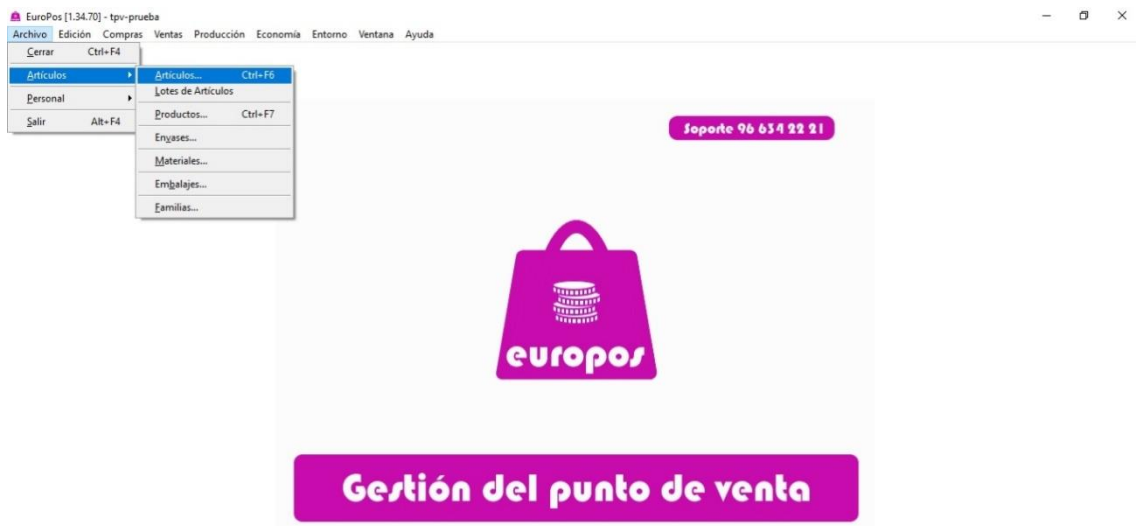 EuroPos [1.34.70] - tpv-prueba
Archivo Edición Compras Ventas Producción Economía Entorno Ventana Ayuda
Cerrar Ctrl+F4
Artículos
Personal
Salir Alt+F4
Artículos... Ctrl+F6
Lotes de Artículos
Productos... Ctrl+F7
Envases...
Materiales...
Embalajes...
Familias...
Soporte 96 634 22 21
europos
Gestión del punto de venta